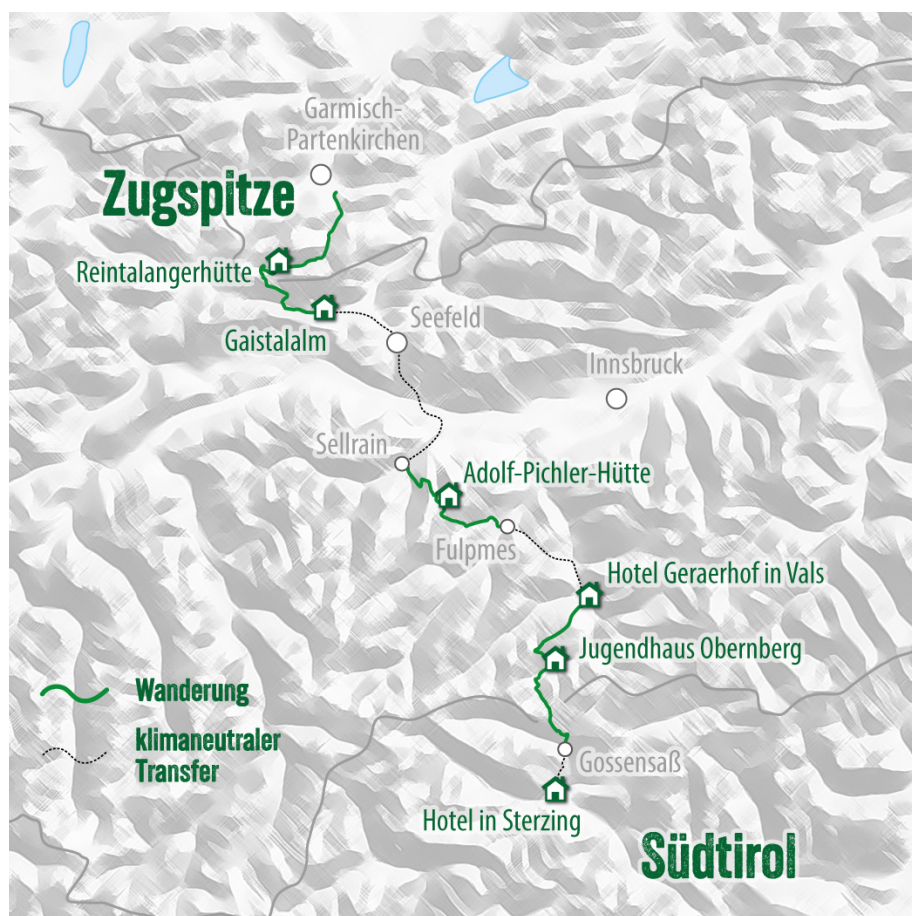 Garmisch-
Partenkirchen
Zugspitze
Reintalangerhütte
Gaistalalm
Seefeld
Innsbruck
Sellrain
Adolf-Pichler-Hütte
Fulpmes
Hotel Geraerhof in Vals
Jugendhaus Obernberg
Wanderung
klimaneutraler
Transfer
Gossensaß
Hotel in Sterzing
Südtirol